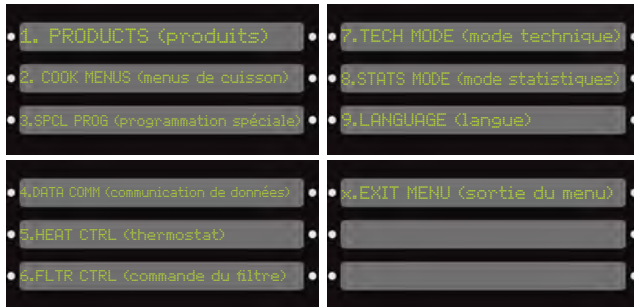 1. PRODUCTS (produits)
2. COOK MENUS (menus de cuisson)
3.SPCL PROG (programmation spéciale)
4.DATA COMM (communication de données)
5.HEAT CTRL (thermostat)
6.FLTR CTRL (commande du filtre)
7.TECH MODE (mode technique)
8.STATS MODE (mode statistiques)
9.LANGUAGE (langue)
x.EXIT MENU (sortie du menu)